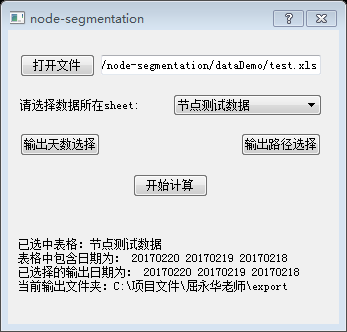 node-segmentation
打开文件 /node-segmentation/dataDemo/test.xls
请选择数据所在sheet: 节点测试数据
输出天数选择 输出路径选择
开始计算
已选中表格：节点测试数据
表格中包含日期为： 20170220 20170219 20170218
已选择的输出日期为： 20170220 20170219 20170218
当前输出文件夹：C:\项目文件\屈永华老师\export